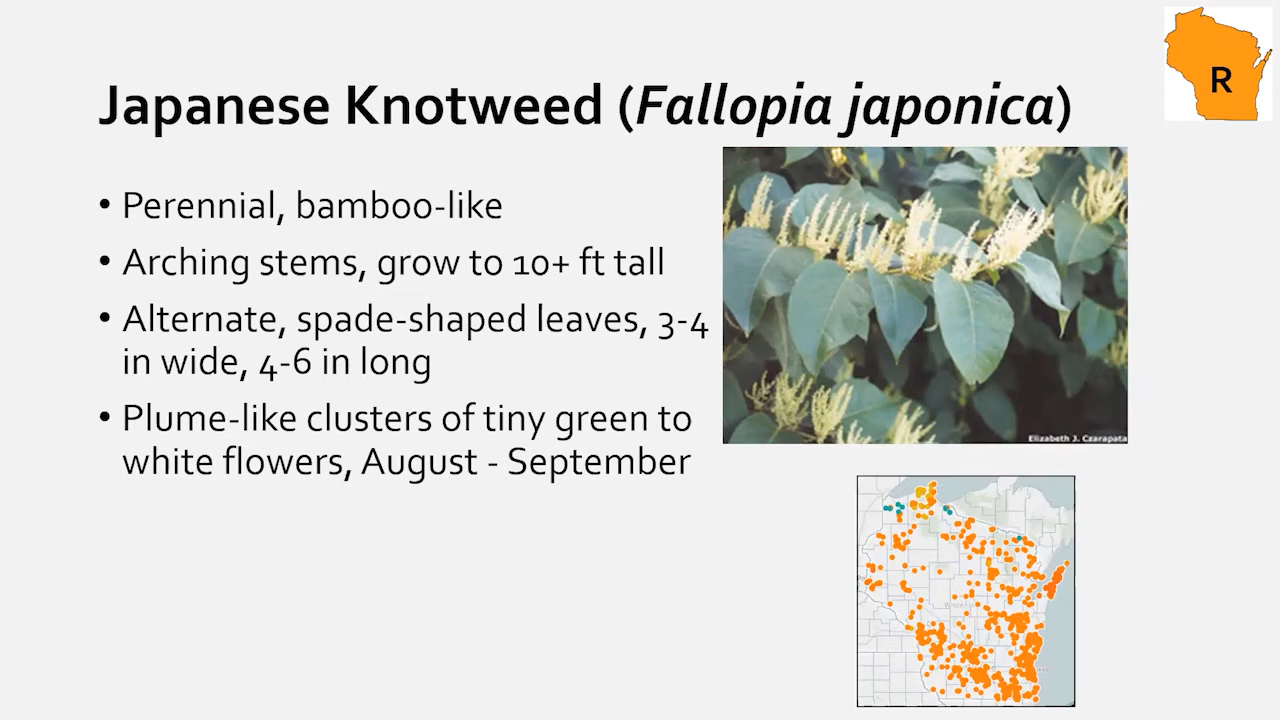 R
Japanese Knotweed (Fallopia japonica)
• Perennial, bamboo-like
• Arching stems, grow to 10+ ft tall
• Alternate, spade-shaped leaves, 3-4
in wide, 4-6 in long
• Plume-like clusters of tiny green to
white flowers, August - September
Elizabeth J. Czarapata